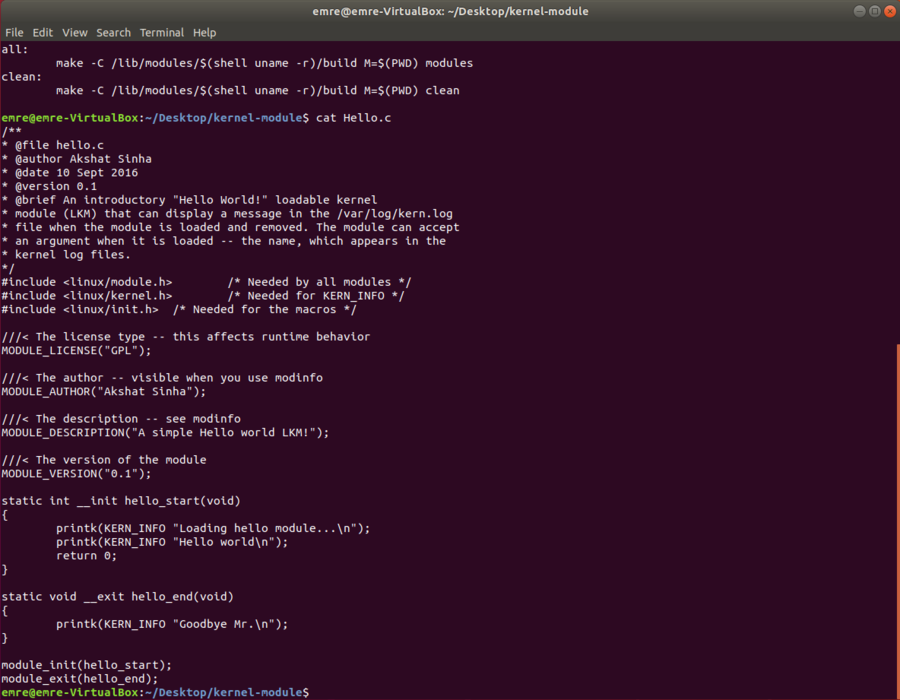 emre@emre-VirtualBox: ~/Desktop/kernel-module
File Edit View Search Terminal Help
all:
        make -C /lib/modules/$(shell uname -r)/build M=$(PWD) modules
clean:
        make -C /lib/modules/$(shell uname -r)/build M=$(PWD) clean

emre@emre-VirtualBox:~/Desktop/kernel-module$ cat Hello.c
/**
* @file hello.c
* @author Akshat Sinha
* @date 10 Sept 2016
* @version 0.1
* @brief An introductory "Hello World!" loadable kernel
* module (LKM) that can display a message in the /var/log/kern.log
* file when the module is loaded and removed. The module can accept
* an argument when it is loaded -- the name, which appears in the
* kernel log files.
*/
#include <linux/module.h>        /* Needed by all modules */
#include <linux/kernel.h>        /* Needed for KERN_INFO */
#include <linux/init.h>  /* Needed for the macros */

///< The license type -- this affects runtime behavior
MODULE_LICENSE("GPL");

///< The author -- visible when you use modinfo
MODULE_AUTHOR("Akshat Sinha");

///< The description -- see modinfo
MODULE_DESCRIPTION("A simple Hello world LKM!");

///< The version of the module
MODULE_VERSION("0.1");

static int __init hello_start(void)
{
        printk(KERN_INFO "Loading hello module...\n");
        printk(KERN_INFO "Hello world\n");
        return 0;
}

static void __exit hello_end(void)
{
        printk(KERN_INFO "Goodbye Mr.\n");
}

module_init(hello_start);
module_exit(hello_end);
emre@emre-VirtualBox:~/Desktop/kernel-module$